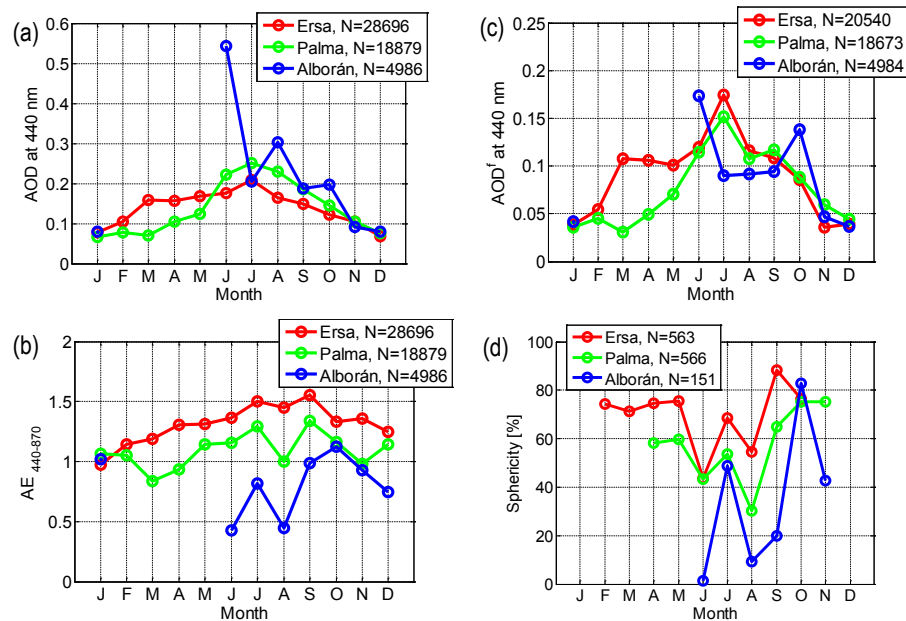 (a)
Ersa, N=28696
Palma, N=18879
Alborán, N=4986
AOD at 440 nm
0.6
0.5
0.4
0.3
0.2
0.1
0
J F M A M J J A S O N D
Month
(c)
Ersa, N=20540
Palma, N=18673
Alborán, N=4984
AODᶠ at 440 nm
0.25
0.2
0.15
0.1
0.05
0
J F M A M J J A S O N D
Month
(b)
Ersa, N=28696
Palma, N=18879
Alborán, N=4986
AE 440-870
2
1.5
1
0.5
0
J F M A M J J A S O N D
Month
(d)
Ersa, N=563
Palma, N=566
Alborán, N=151
Sphericity [%]
100
80
60
40
20
0
J F M A M J J A S O N D
Month